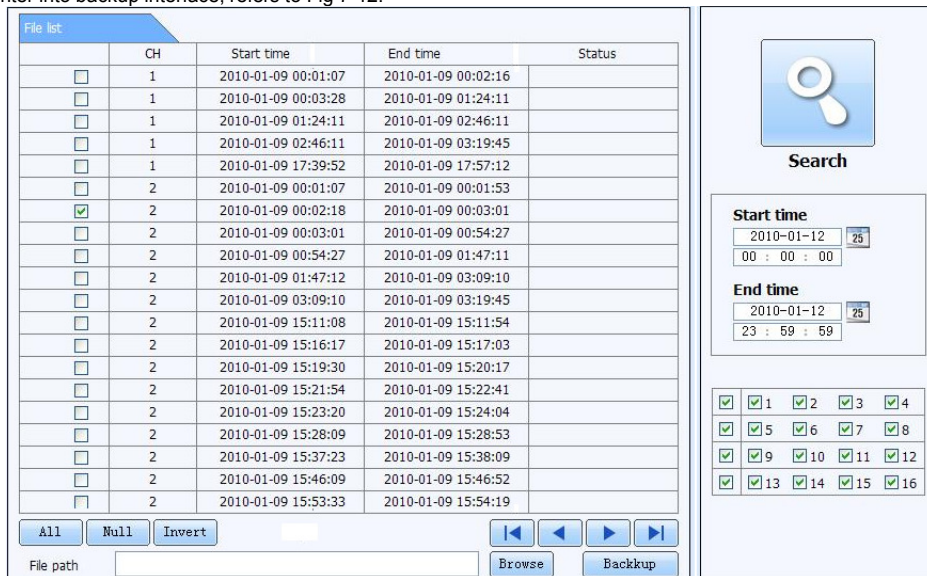 File list
CH Start time End time Status
1 2010-01-09 00:01:07 2010-01-09 00:02:16
1 2010-01-09 00:03:28 2010-01-09 01:24:11
1 2010-01-09 01:24:11 2010-01-09 02:46:11
1 2010-01-09 02:46:11 2010-01-09 03:19:45
1 2010-01-09 17:39:52 2010-01-09 17:57:12
2 2010-01-09 00:01:07 2010-01-09 00:01:53
2 2010-01-09 00:02:18 2010-01-09 00:03:01
2 2010-01-09 00:03:01 2010-01-09 00:54:27
2 2010-01-09 00:54:27 2010-01-09 01:47:11
2 2010-01-09 01:47:12 2010-01-09 03:09:10
2 2010-01-09 03:09:10 2010-01-09 03:19:45
2 2010-01-09 15:11:08 2010-01-09 15:11:54
2 2010-01-09 15:16:17 2010-01-09 15:17:03
2 2010-01-09 15:19:30 2010-01-09 15:20:17
2 2010-01-09 15:21:54 2010-01-09 15:22:41
2 2010-01-09 15:23:20 2010-01-09 15:24:04
2 2010-01-09 15:28:09 2010-01-09 15:28:53
2 2010-01-09 15:37:23 2010-01-09 15:38:09
2 2010-01-09 15:46:09 2010-01-09 15:46:52
2 2010-01-09 15:53:33 2010-01-09 15:54:19
All Null Invert
File path Browse Backkup
Search
Start time
2010-01-12 25
00 : 00 : 00
End time
2010-01-12 25
23 : 59 : 59
1 2 3 4
5 6 7 8
9 10 11 12
13 14 15 16